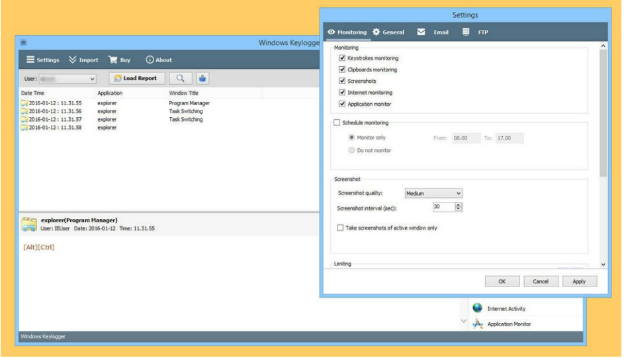 Windows Keylogge
Settings Import Buy About
User:
Load Report
Date Time Application Window Title
2016-01-12 : 11.31.55 explorer Program Manager
2016-01-12 : 11.31.56 explorer Task Switching
2016-01-12 : 11.31.57 explorer Task Switching
2016-01-12 : 11.31.58 explorer
explorer(Program Manager)
User: IEUser Date: 2016-01-12 Time: 11.31.55
[Alt][Ctrl]
Internet Activity
Application Monitor
Windows Keylogger
Settings
Monitoring General Email FTP
Monitoring
Keystrokes monitoring
Clipboards monitoring
Screenshots
Internet monitoring
Application monitor
Schedule monitoring
Monitor only From: 08.00 To: 17.00
Do not monitor
Screenshot
Screenshot quality: Medium
Screenshot interval (sec): 30
Take screenshots of active window only
Limiting
OK Cancel Apply